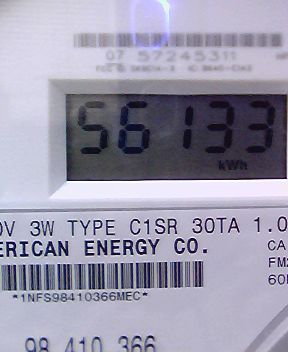 07 57245311
56133
kWh
0V 3W TYPE C1SR 30TA 1.0
ERICAN ENERGY CO.
CA
FM2
60
*1NFS98410366MEC*
98 410 366